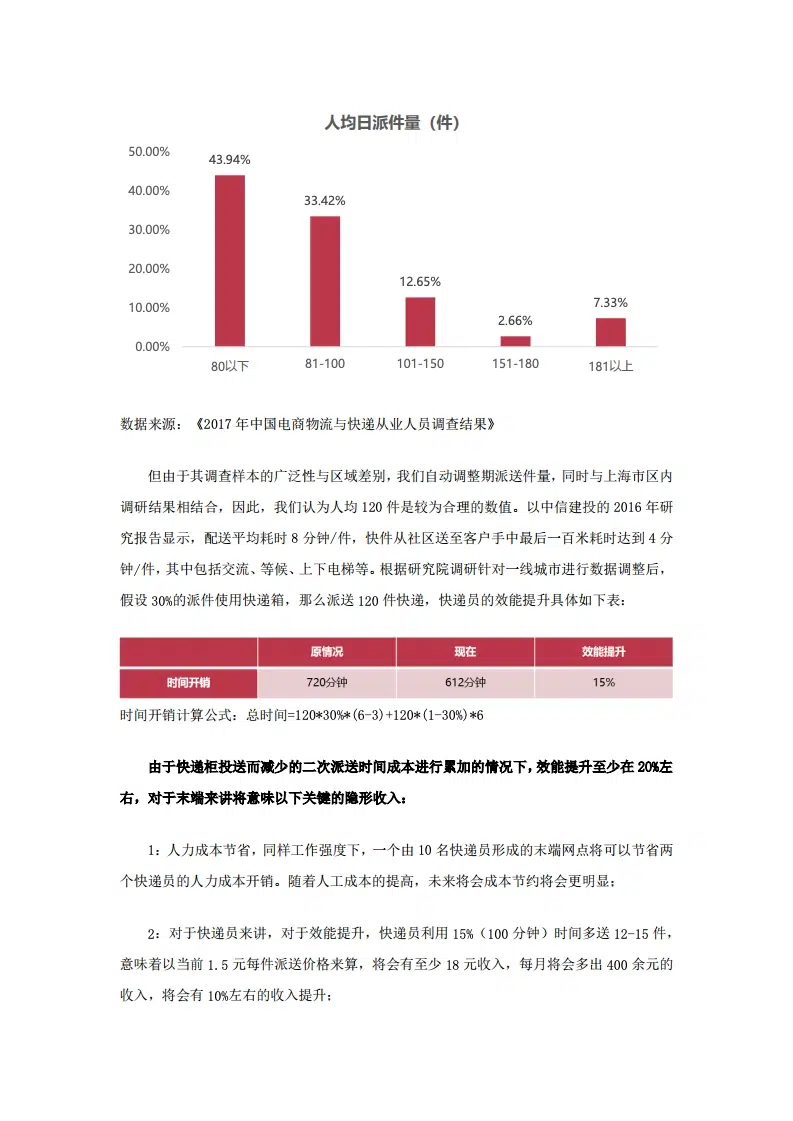 人均日派件量（件）
50.00%
40.00%
30.00%
20.00%
10.00%
0.00%
43.94%
33.42%
12.65%
2.66%
7.33%
80以下
81-100
101-150
151-180
181以上
数据来源：《2017 年中国电商物流与快递从业人员调查结果》
但由于其调查样本的广泛性与区域差别，我们自动调整期派送件量，同时与上海市区内
调研结果相结合，因此，我们认为人均 120 件是较为合理的数值。以中信建投的 2016 年研
究报告显示，配送平均耗时 8 分钟/件，快件从社区送至客户手中最后一百米耗时达到 4 分
钟/件，其中包括交流、等候、上下电梯等。根据研究院调研针对一线城市进行数据调整后，
假设 30%的派件使用快递箱，那么派送 120 件快递，快递员的效能提升具体如下表：
原情况 现在 效能提升
时间开销 720分钟 612分钟 15%
时间开销计算公式：总时间=120*30%*(6-3)+120*(1-30%)*6
由于快递柜投送而减少的二次派送时间成本进行累加的情况下，效能提升至少在 20%左
右，对于末端来讲将意味以下关键的隐形收入：
1：人力成本节省，同样工作强度下，一个由 10 名快递员形成的末端网点将可以节省两
个快递员的人力成本开销。随着人工成本的提高，未来将会成本节约将会更明显；
2：对于快递员来讲，对于效能提升，快递员利用 15%（100 分钟）时间多送 12-15 件，
意味着以当前 1.5 元每件派送价格来算，将会有至少 18 元收入，每月将会多出 400 余元的
收入，将会有 10%左右的收入提升；